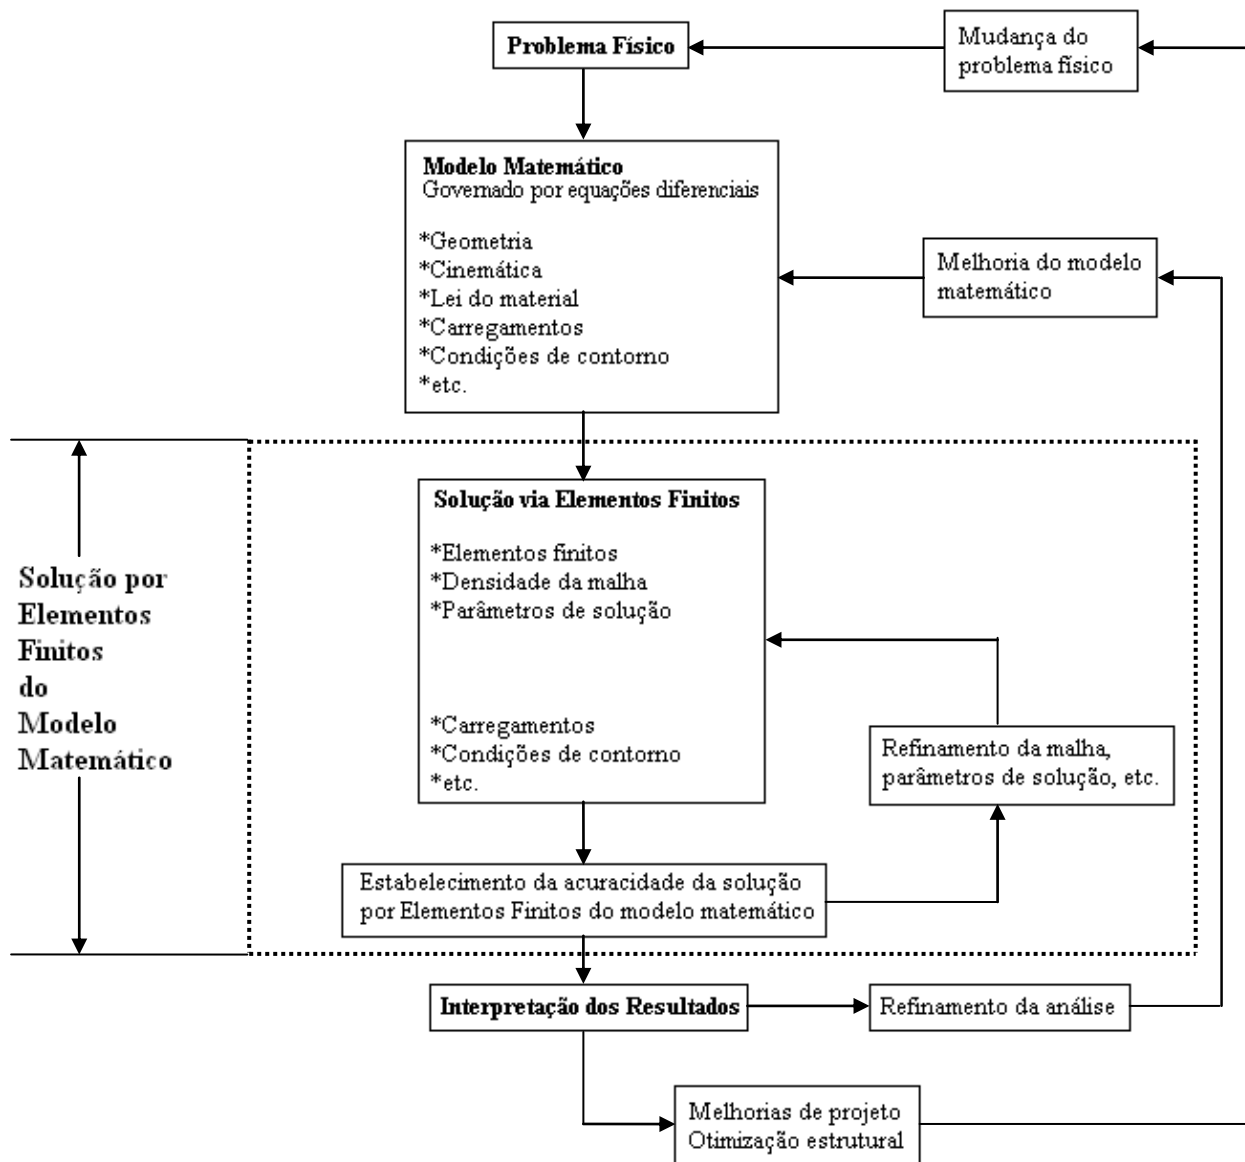 Problema Físico
Mudança do
problema físico
Modelo Matemático
Governado por equações diferenciais
*Geometria
*Cinemática
*Lei do material
*Carregamentos
*Condições de contorno
*etc.
Melhoria do modelo
matemático
Solução por
Elementos
Finitos
do
Modelo
Matemático
Solução via Elementos Finitos
*Elementos finitos
*Densidade da malha
*Parâmetros de solução
*Carregamentos
*Condições de contorno
*etc.
Refinamento da malha,
parâmetros de solução, etc.
Estabelecimento da acuracidade da solução
por Elementos Finitos do modelo matemático
Interpretação dos Resultados
Refinamento da análise
Melhorias de projeto
Otimização estrutural